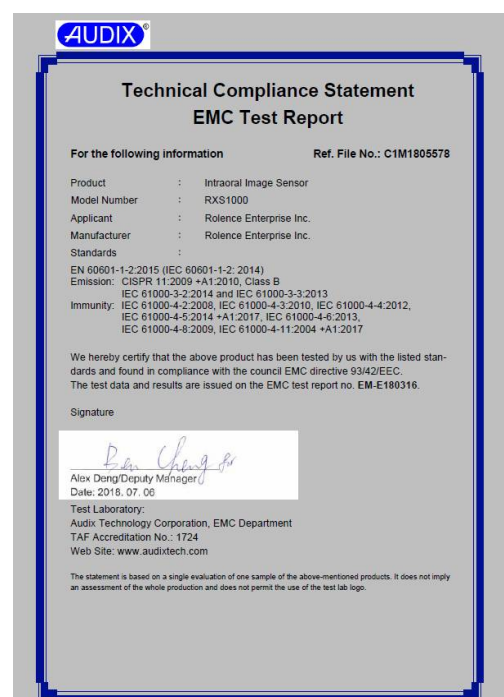 AUDIX®
Technical Compliance Statement
EMC Test Report
For the following information Ref. File No.: C1M1805578
Product : Intraoral Image Sensor
Model Number : RXS1000
Applicant : Rolence Enterprise Inc.
Manufacturer : Rolence Enterprise Inc.
Standards :
EN 60601-1-2:2015 (IEC 60601-1-2: 2014)
Emission: CISPR 11:2009 +A1:2010, Class B
IEC 61000-3-2:2014 and IEC 61000-3-3:2013
Immunity: IEC 61000-4-2:2008, IEC 61000-4-3:2010, IEC 61000-4-4:2012,
IEC 61000-4-5:2014 +A1:2017, IEC 61000-4-6:2013,
IEC 61000-4-8:2009, IEC 61000-4-11:2004 +A1:2017
We hereby certify that the above product has been tested by us with the listed stan-
dards and found in compliance with the council EMC directive 93/42/EEC.
The test data and results are issued on the EMC test report no. EM-E180316.
Signature
Ben Cheng for
Alex Deng/Deputy Manager
Date: 2018. 07. 06
Test Laboratory:
Audix Technology Corporation, EMC Department
TAF Accreditation No.: 1724
Web Site: www.audixtech.com
The statement is based on a single evaluation of one sample of the above-mentioned products. It does not imply
an assessment of the whole production and does not permit the use of the test lab logo.